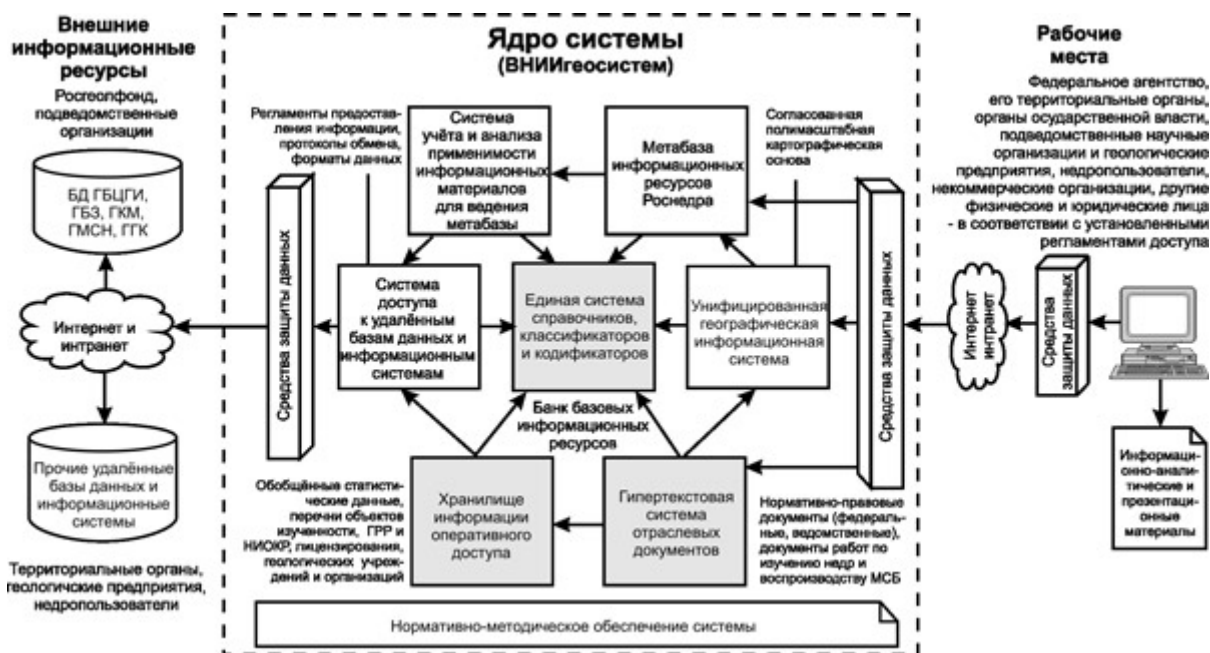 Внешние
информационные
ресурсы
Росгеолфонд,
подведомственные
организации
БД ГБЦГИ,
ГБЗ, ГКМ,
ГМСН, ГГК
Интернет и
интранет
Прочие удалённые
базы данных и
информационные
системы
Территориальные органы,
геологичские предприятия,
недропользователи
Ядро системы
(ВНИИгеосистем)
Регламенты предостав-
ления информации,
протоколы обмена,
форматы данных
Система
учёта и анализа
применимости
информационных
материалов
для ведения
метабазы
Метабаза
информационных
ресурсов
Роснедра
Согласованная
полимасштабная
картографическая
основа
Средства защиты данных
Система
доступа
к удалённым
базам данных и
информационным
системам
Единая система
справочников,
классификаторов
и кодификаторов
Унифицированная
географическая
информационная
система
Средства защиты данных
Банк базовых
информационных
ресурсов
Обобщённые статисти-
ческие данные,
перечни объектов
изученности, ГРР и
НИОКР, лицензирования,
геологических учреж-
дений и организаций
Хранилище
информации
оперативного
доступа
Гипертекстовая
система
отраслевых
документов
Нормативно-правовые
документы (федераль-
ные, ведомственные),
документы работ по
изучению недр и
воспроизводству МСБ
Нормативно-методическое обеспечение системы
Рабочие
места
Федеральное агентство,
его территориальные органы,
органы осударственной власти,
подведомственные научные
организации и геологические
предприятия, недропользователи,
некоммерческие организации, другие
физические и юридические лица
- в соответствии с установленными
регламентами доступа
Интернет
интранет
Средства
защиты данных
Информаци-
онно-анали-
тические и
презентаци-
онные
материалы